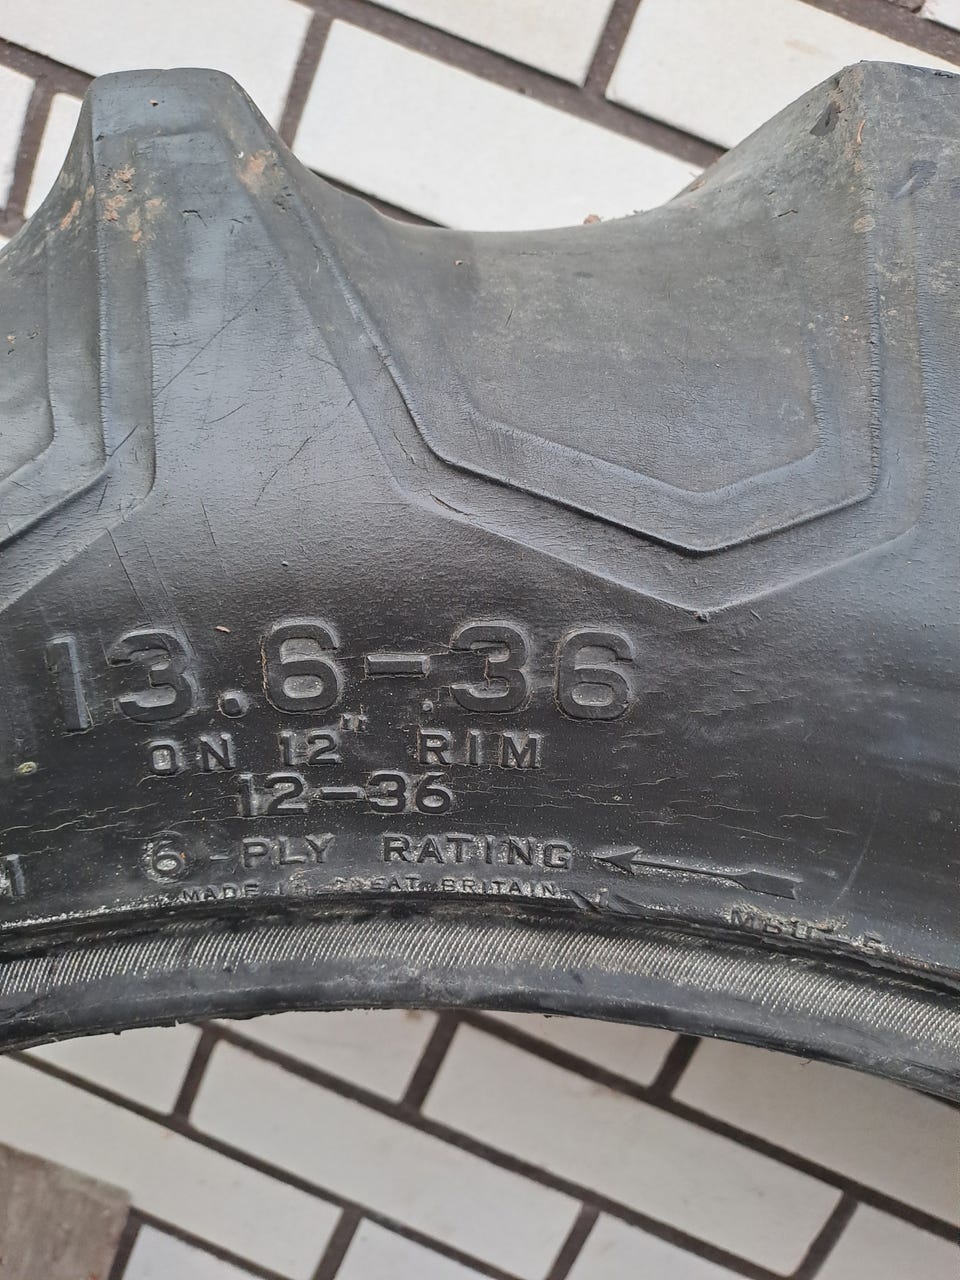 13.6-36
ON 12" RIM
12-36
6-PLY RATING
MADE IN GREAT BRITAIN